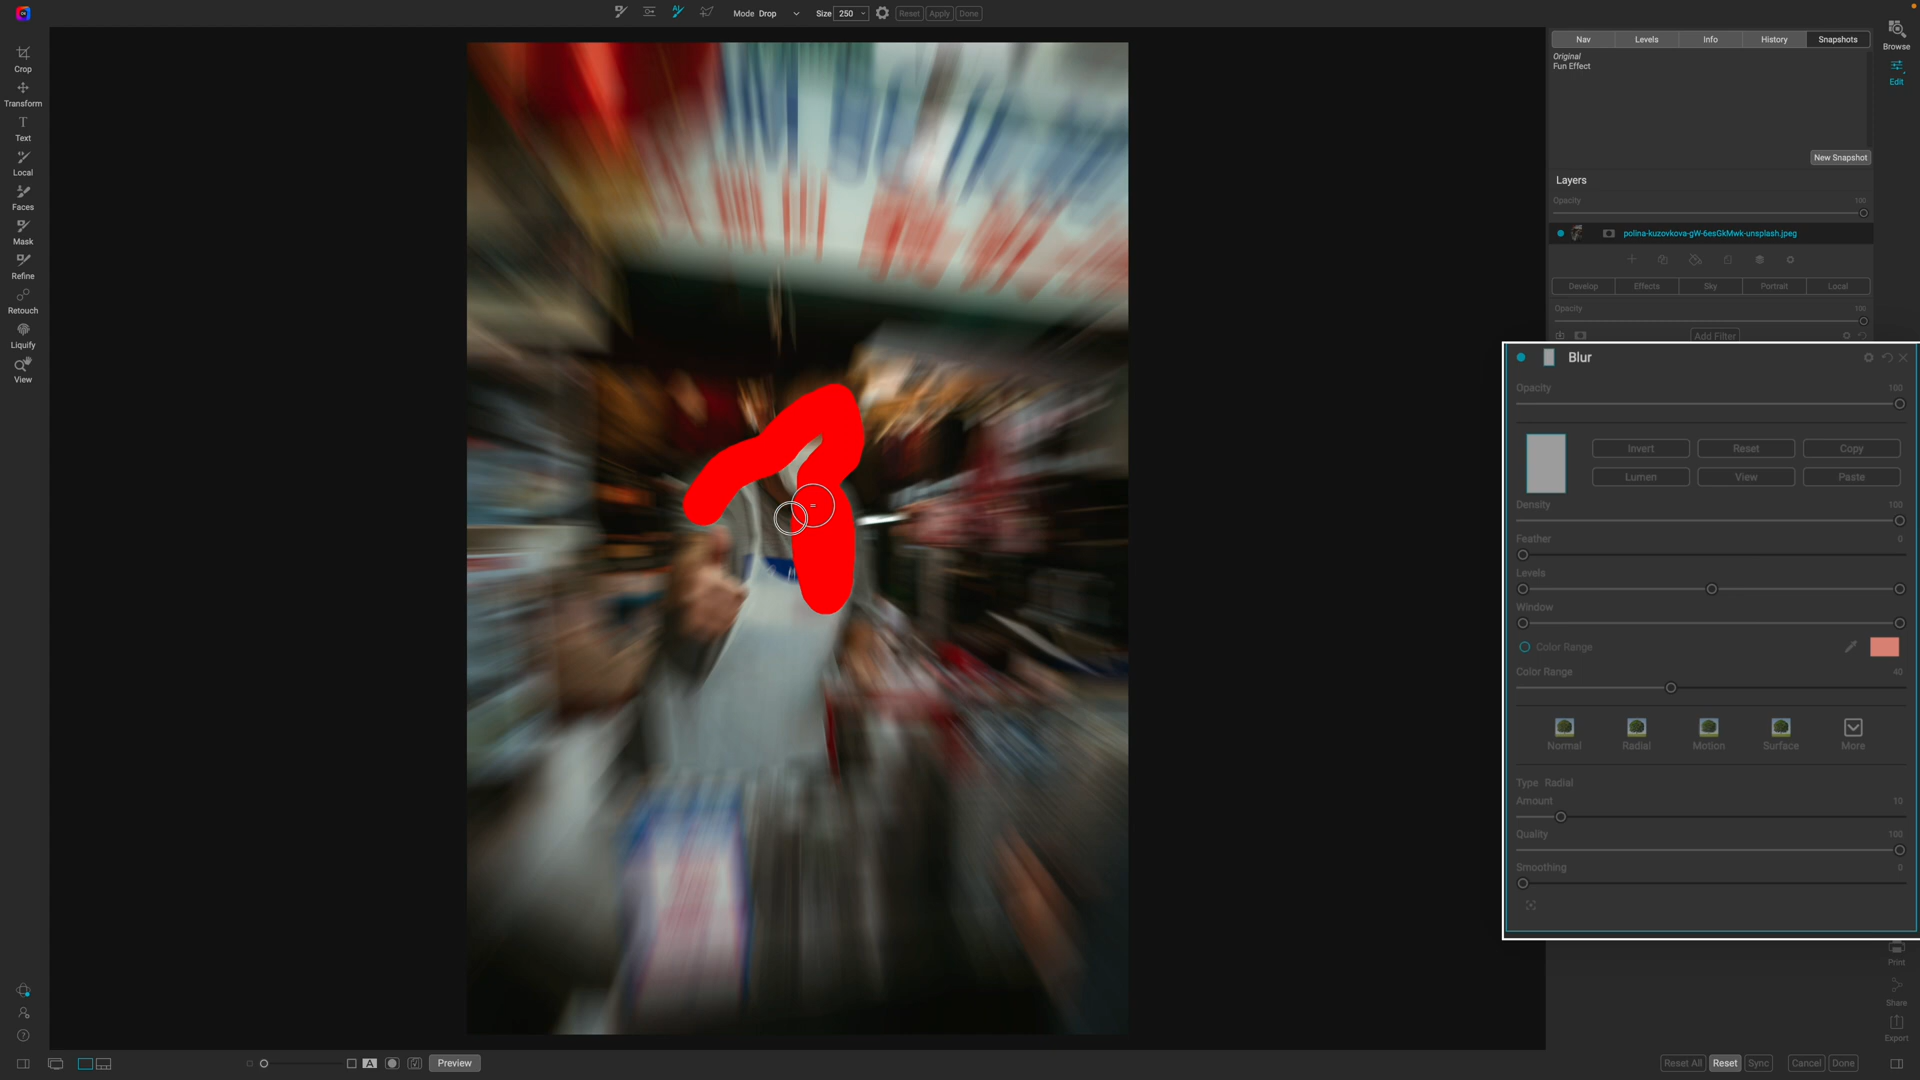 Mode Drop
Size 250
Reset
Apply
Done
Crop
Transform
Text
Local
Faces
Mask
Refine
Retouch
Liquify
View
Nav
Levels
Info
History
Snapshots
Original
Fun Effect
New Snapshot
Browse
Edit
Layers
Opacity 100
polina-kuzovkova-gW-6esGkMwk-unsplash.jpeg
Develop
Effects
Sky
Portrait
Local
Opacity 100
Add Filter
Blur
Opacity 100
Invert
Reset
Copy
Lumen
View
Paste
Density 100
Feather 0
Levels
Window
Color Range
Color Range 40
Normal
Radial
Motion
Surface
More
Type Radial
Amount 10
Quality 100
Smoothing 0
Print
Share
Export
A
Preview
Reset All
Reset
Sync
Cancel
Done